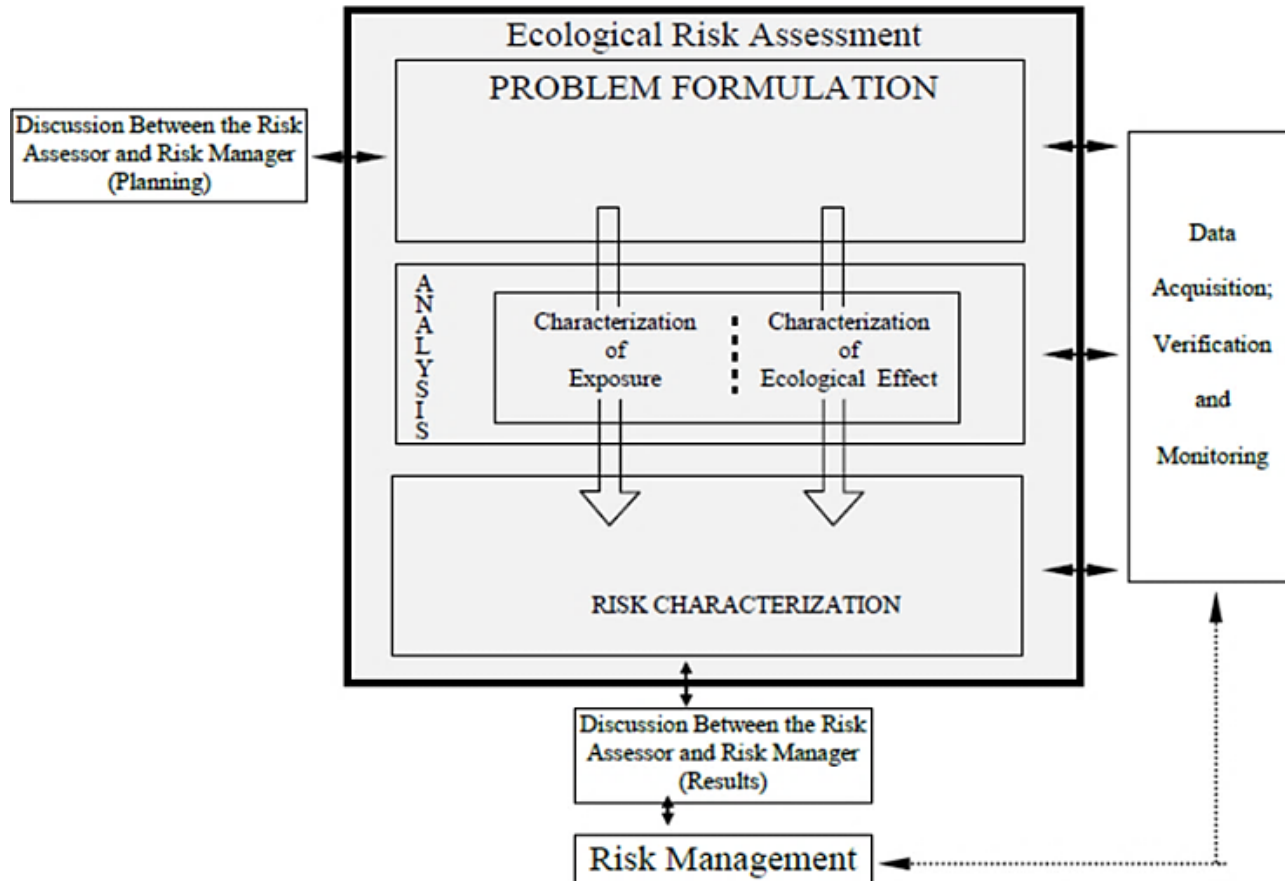 Ecological Risk Assessment
PROBLEM FORMULATION
Discussion Between the Risk
Assessor and Risk Manager
(Planning)
Data
Acquisition;
Verification
and
Monitoring
ANALYSIS
Characterization
of
Exposure
Characterization
of
Ecological Effect
RISK CHARACTERIZATION
Discussion Between the Risk
Assessor and Risk Manager
(Results)
Risk Management